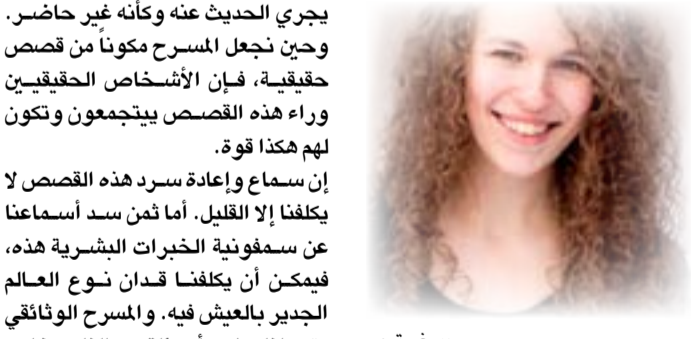 يجري الحديث عنه وكأنه غير حاضر.
وحين نجعل المسرح مكوناً من قصص
حقيقية، فإن الأشخاص الحقيقيين
وراء هذه القصص ييتجمعون وتكون
لهم هكذا قوة.
إن سماع وإعادة سرد هذه القصص لا
يكلفنا إلا القليل. أما ثمن سد أسماعنا
عن سمفونية الخبرات البشرية هذه،
فيمكن أن يكلفنا قدان نوع العالم
الجدير بالعيش فيه. والمسرح الوثائقي